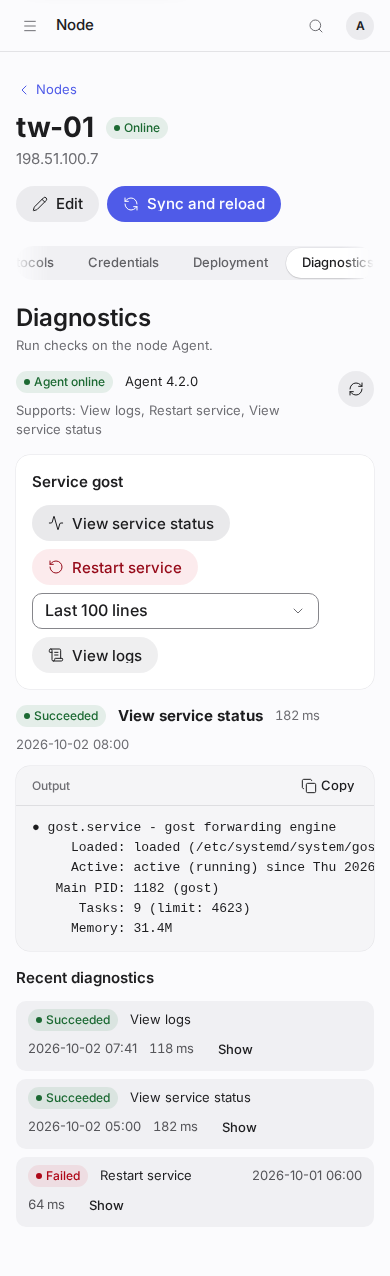 Node
A
Nodes
tw-01
Online
198.51.100.7
Edit
Sync and reload
ocols
Credentials
Deployment
Diagnostics
Diagnostics
Run checks on the node Agent.
Agent online
Agent 4.2.0
Supports: View logs, Restart service, View
service status
Service gost
View service status
Restart service
Last 100 lines
View logs
Succeeded
View service status
182 ms
2026-10-02 08:00
Output
Copy
● gost.service - gost forwarding engine
Loaded: loaded (/etc/systemd/system/gos
Active: active (running) since Thu 2026
Main PID: 1182 (gost)
Tasks: 9 (limit: 4623)
Memory: 31.4M
Recent diagnostics
Succeeded
View logs
2026-10-02 07:41
118 ms
Show
Succeeded
View service status
2026-10-02 05:00
182 ms
Show
Failed
Restart service
2026-10-01 06:00
64 ms
Show